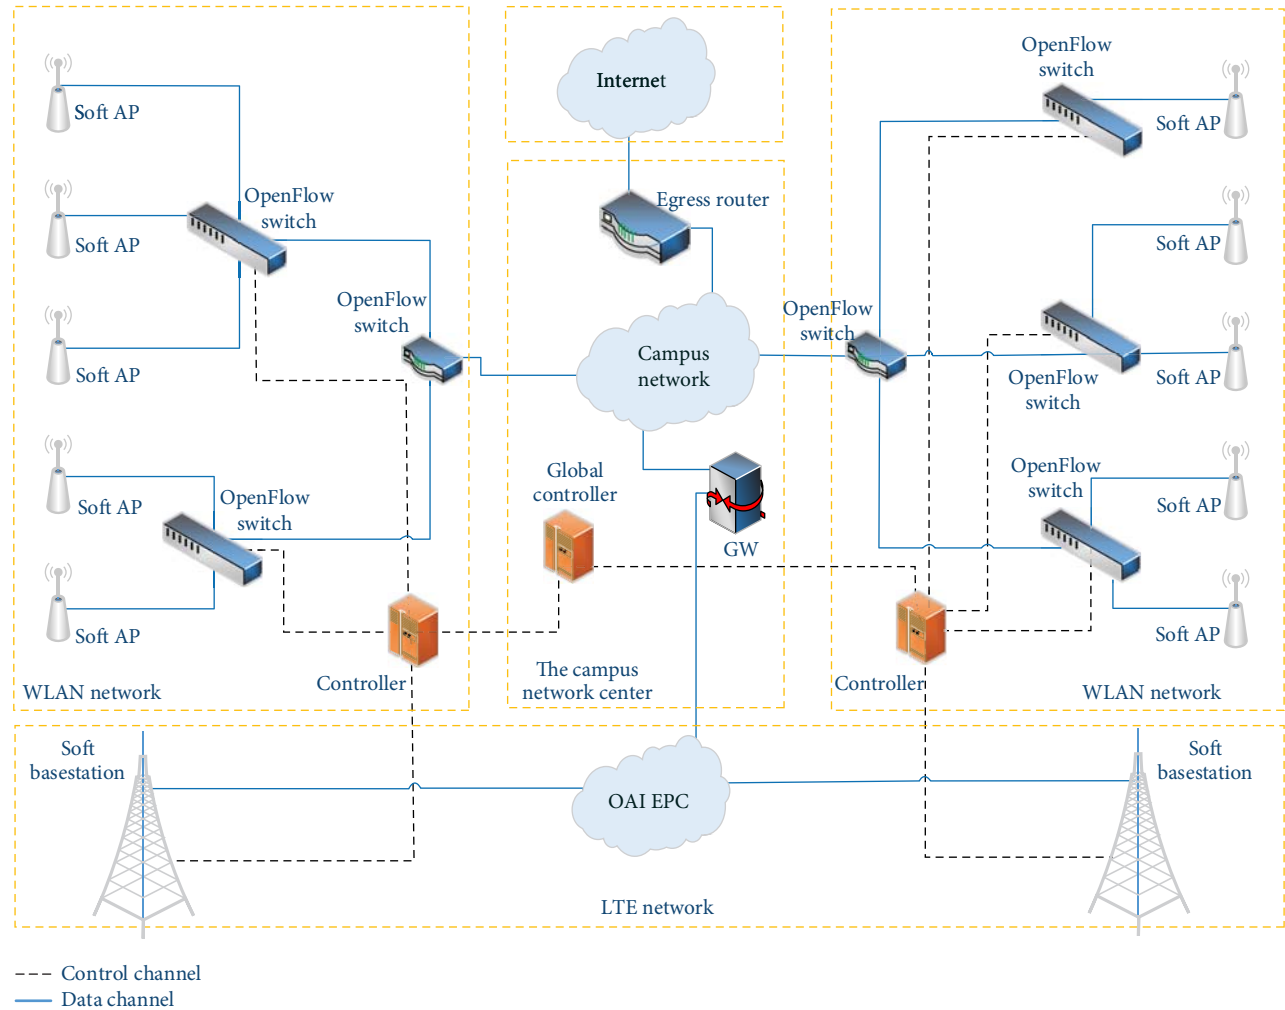 Soft AP
Soft AP
Soft AP
Soft AP
Soft AP
OpenFlow
switch
OpenFlow
switch
OpenFlow
switch
Controller
WLAN network
Internet
Egress router
Campus
network
Global
controller
GW
The campus
network center
OpenFlow
switch
OpenFlow
switch
OpenFlow
switch
OpenFlow
switch
Soft AP
Soft AP
Soft AP
Soft AP
Soft AP
Controller
WLAN network
Soft
basestation
OAI EPC
Soft
basestation
LTE network
Control channel
Data channel